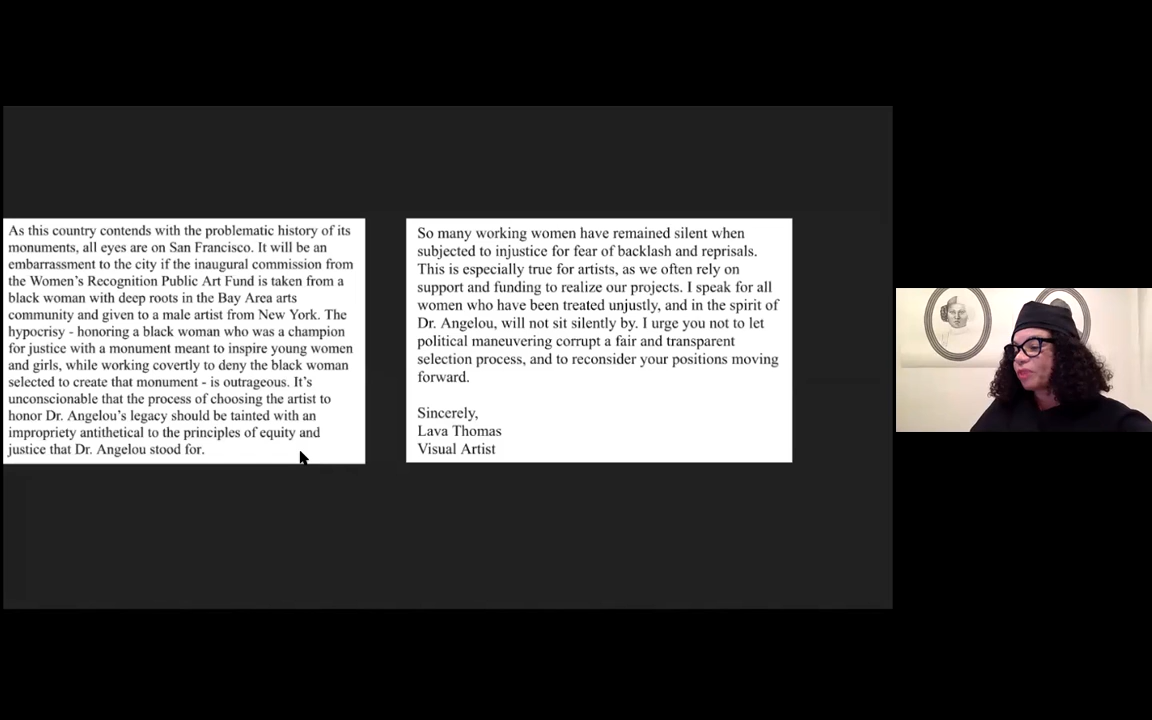 As this country contends with the problematic history of its
monuments, all eyes are on San Francisco. It will be an
embarrassment to the city if the inaugural commission from
the Women's Recognition Public Art Fund is taken from a
black woman with deep roots in the Bay Area arts
community and given to a male artist from New York. The
hypocrisy - honoring a black woman who was a champion
for justice with a monument meant to inspire young women
and girls, while working covertly to deny the black woman
selected to create that monument - is outrageous. It's
unconscionable that the process of choosing the artist to
honor Dr. Angelou's legacy should be tainted with an
impropriety antithetical to the principles of equity and
justice that Dr. Angelou stood for.
So many working women have remained silent when
subjected to injustice for fear of backlash and reprisals.
This is especially true for artists, as we often rely on
support and funding to realize our projects. I speak for all
women who have been treated unjustly, and in the spirit of
Dr. Angelou, will not sit silently by. I urge you not to let
political maneuvering corrupt a fair and transparent
selection process, and to reconsider your positions moving
forward.
Sincerely,
Lava Thomas
Visual Artist